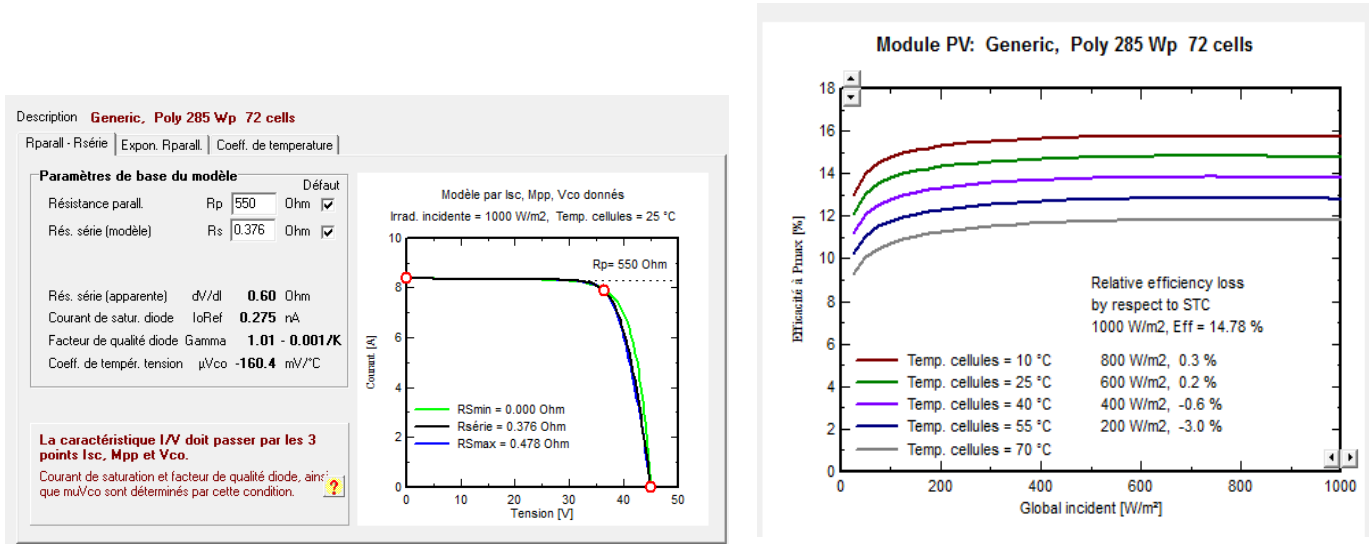 Description Generic, Poly 285 Wp 72 cells
Rparall - Rsérie Expon. Rparall. Coeff. de temperature
Paramètres de base du modèle
Défaut
Résistance parall. Rp 550 Ohm
Rés. série (modèle) Rs 0.376 Ohm
Rés. série (apparente) dV/dI 0.60 Ohm
Courant de satur. diode IoRef 0.275 nA
Facteur de qualité diode Gamma 1.01 - 0.001/K
Coeff. de tempér. tension µVco -160.4 mV/°C
La caractéristique I/V doit passer par les 3
points Isc, Mpp et Vco.
Courant de saturation et facteur de qualité diode, ainsi
que muVco sont déterminés par cette condition.
?
Modèle par Isc, Mpp, Vco donnés
Irrad. incidente = 1000 W/m2, Temp. cellules = 25 °C
10
8
6
4
2
0
Courant. [A]
Rp= 550 Ohm
RSmin = 0.000 Ohm
Rsérie = 0.376 Ohm
RSmax = 0.478 Ohm
0 10 20 30 40 50
Tension [V]
Module PV: Generic, Poly 285 Wp 72 cells
18
16
14
12
10
8
6
4
2
0
Efficacité à Pmax [%]
Relative efficiency loss
by respect to STC
1000 W/m2, Eff = 14.78 %
Temp. cellules = 10 °C 800 W/m2, 0.3 %
Temp. cellules = 25 °C 600 W/m2, 0.2 %
Temp. cellules = 40 °C 400 W/m2, -0.6 %
Temp. cellules = 55 °C 200 W/m2, -3.0 %
Temp. cellules = 70 °C
0 200 400 600 800 1000
Global incident [W/m²]